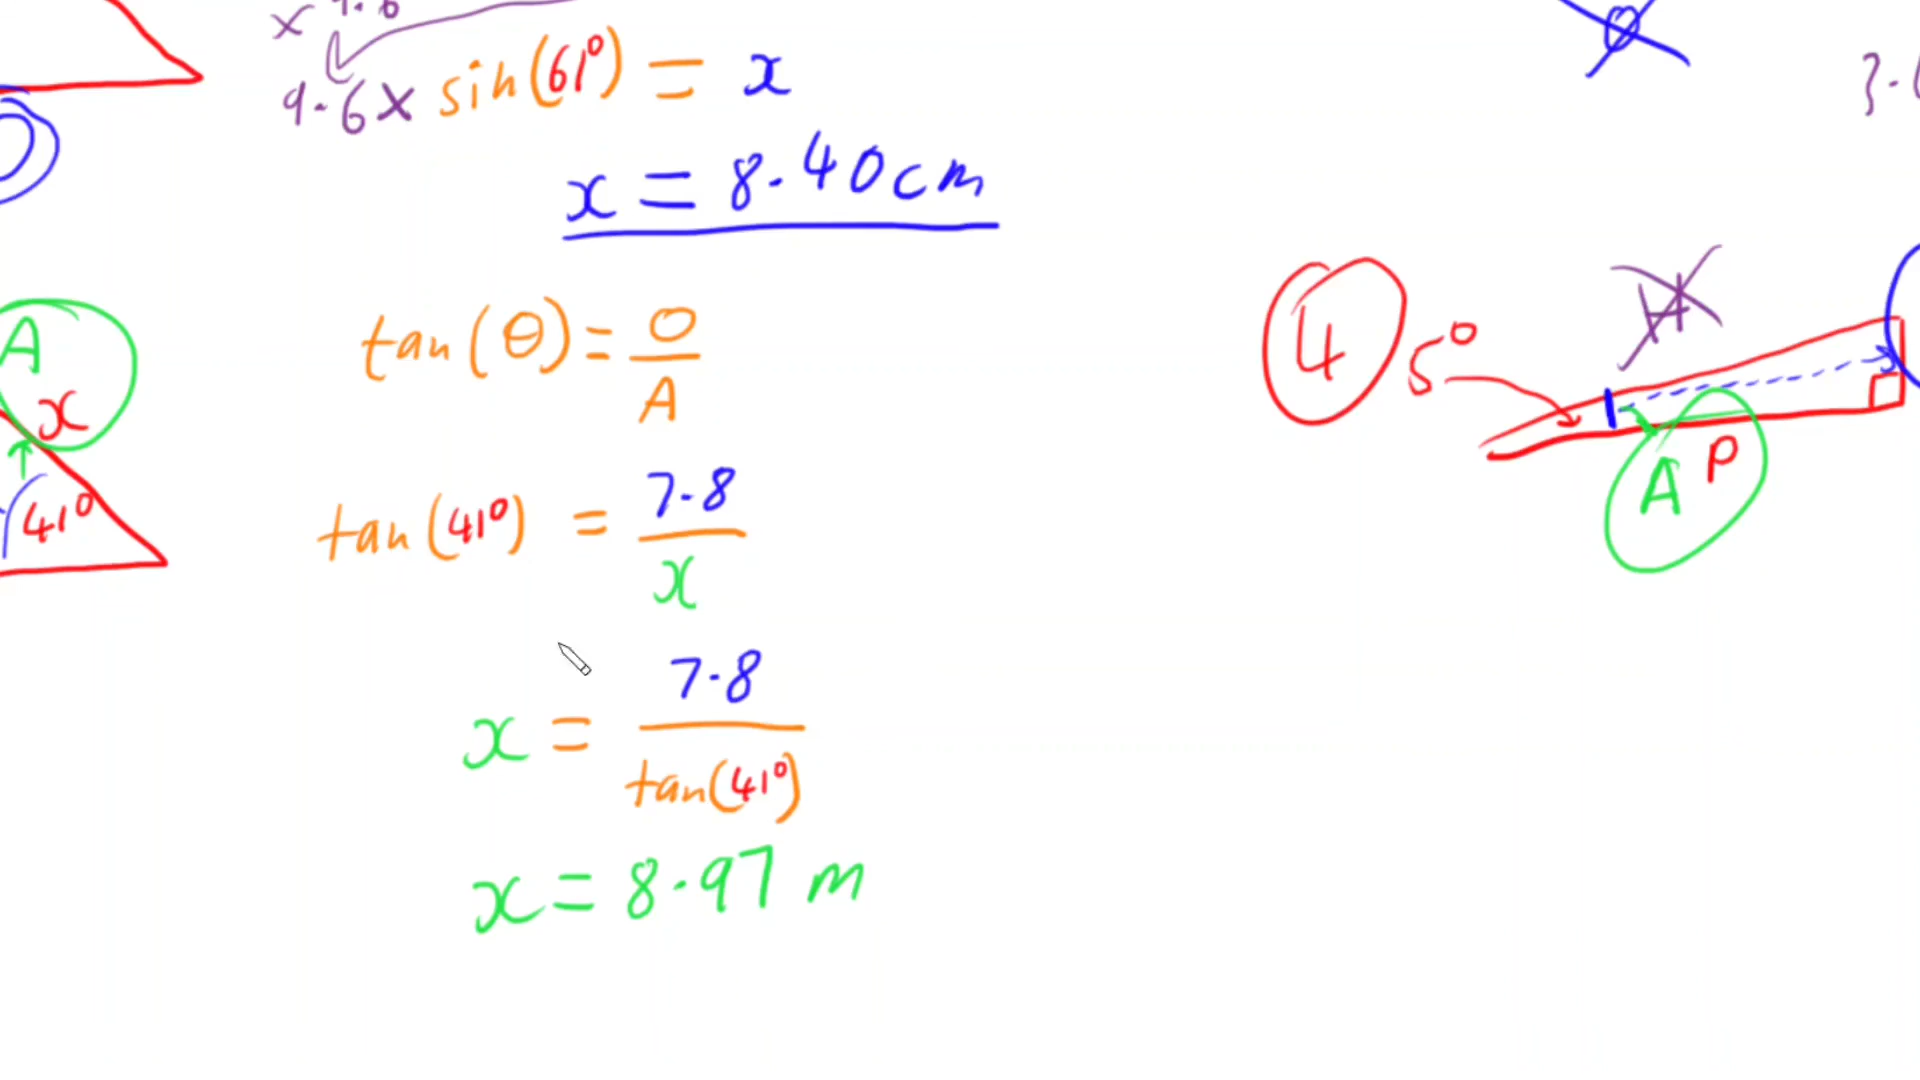 9.6 x sin(61°) = x
x = 8.40cm
A
x
41°
tan(θ) = O/A
tan(41°) = 7.8/x
x = 7.8/tan(41°)
x = 8.97 m
O
4
5°
H
A
P